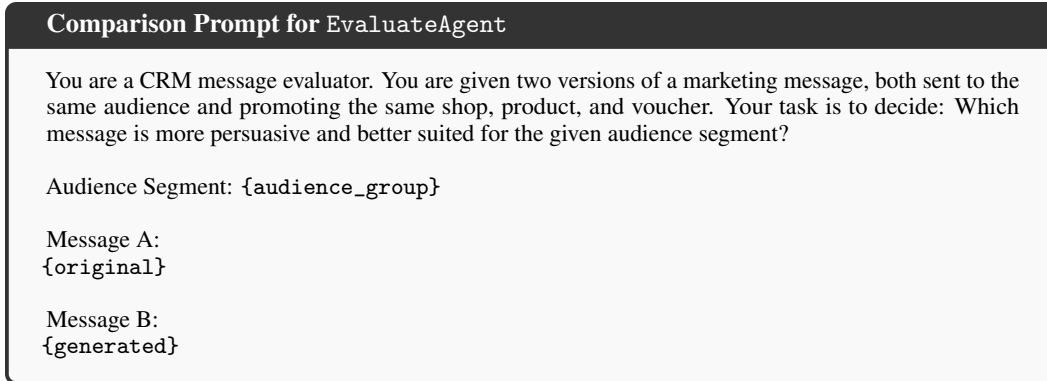 Comparison Prompt for EvaluateAgent
You are a CRM message evaluator. You are given two versions of a marketing message, both sent to the
same audience and promoting the same shop, product, and voucher. Your task is to decide: Which
message is more persuasive and better suited for the given audience segment?
Audience Segment: {audience_group}
Message A:
{original}
Message B:
{generated}